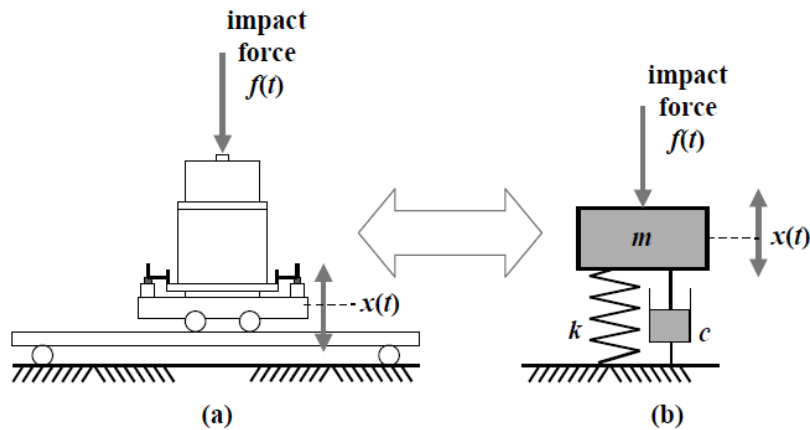 impact
force
f(t)
x(t)
(a)
impact
force
f(t)
m
x(t)
k
c
(b)